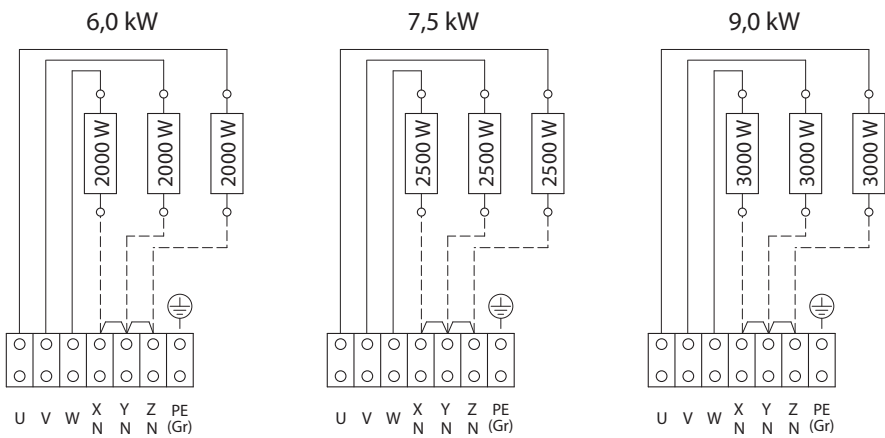 6,0 kW
2000 W
2000 W
2000 W
U V W X Y Z PE
N N N (Gr)
7,5 kW
2500 W
2500 W
2500 W
U V W X Y Z PE
N N N (Gr)
9,0 kW
3000 W
3000 W
3000 W
U V W X Y Z PE
N N N (Gr)